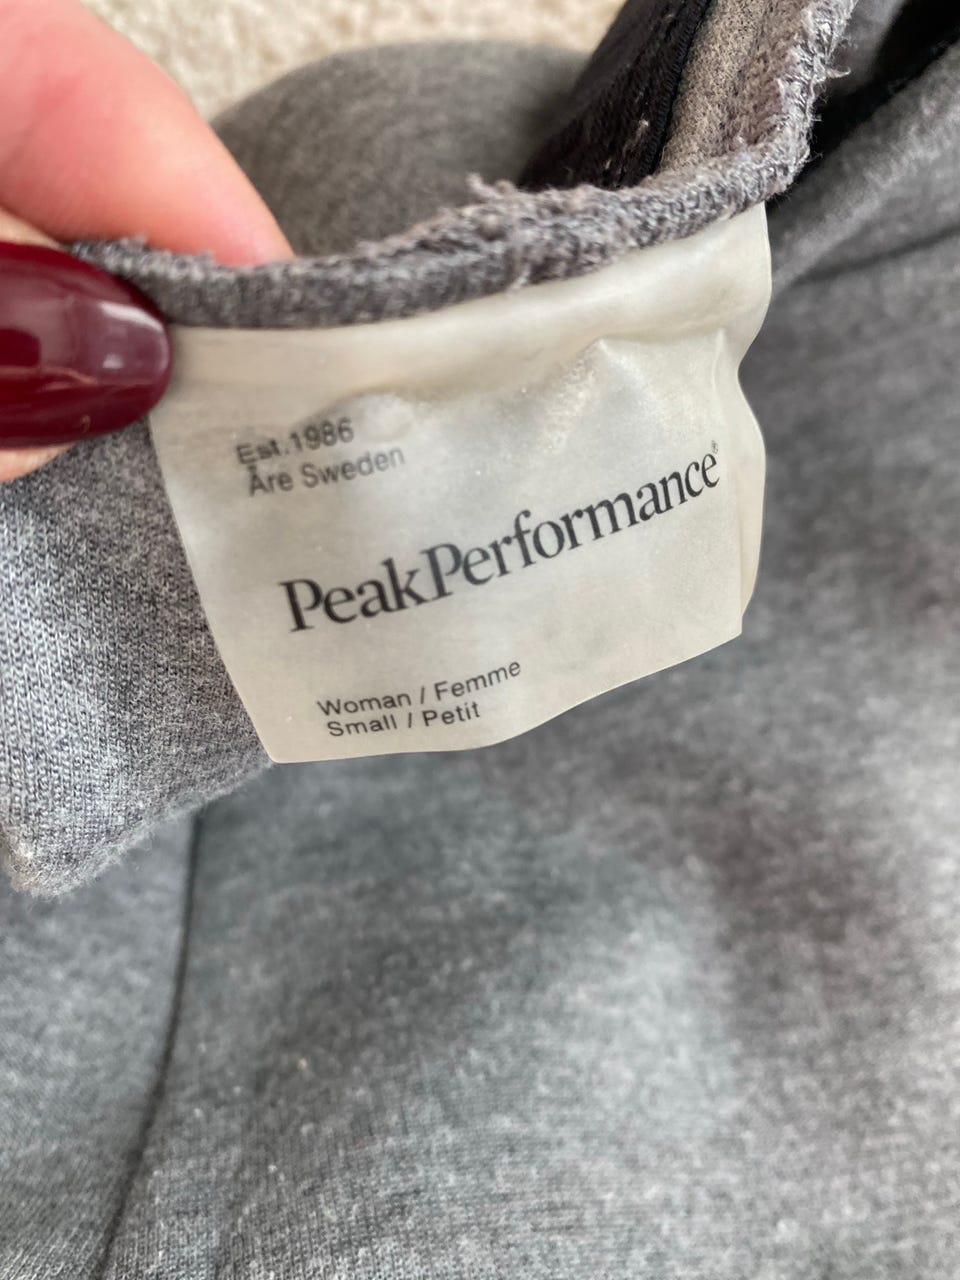 Est.1986
Åre Sweden
PeakPerformance®
Woman / Femme
Small / Petit